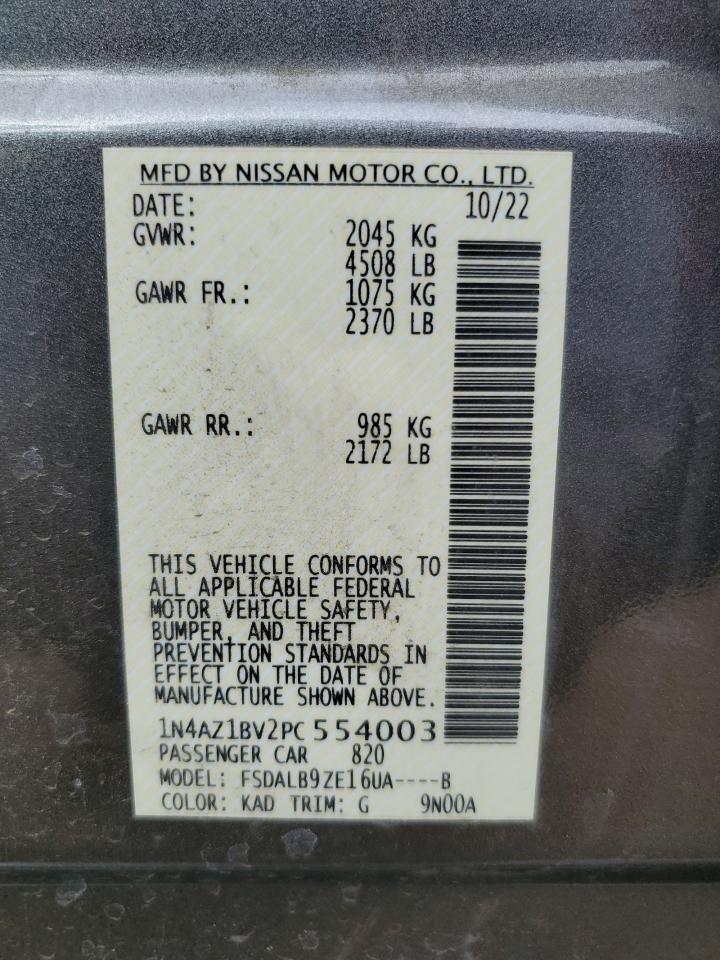 MFD BY NISSAN MOTOR CO., LTD.
DATE: 10/22
GVWR: 2045 KG
4508 LB
GAWR FR.: 1075 KG
2370 LB
GAWR RR.: 985 KG
2172 LB
THIS VEHICLE CONFORMS TO
ALL APPLICABLE FEDERAL
MOTOR VEHICLE SAFETY,
BUMPER, AND THEFT
PREVENTION STANDARDS IN
EFFECT ON THE DATE OF
MANUFACTURE SHOWN ABOVE.
1N4AZ1BV2PC554003
PASSENGER CAR 820
MODEL: FSDALB9ZE16UA----B
COLOR: KAD TRIM: G 9N00A